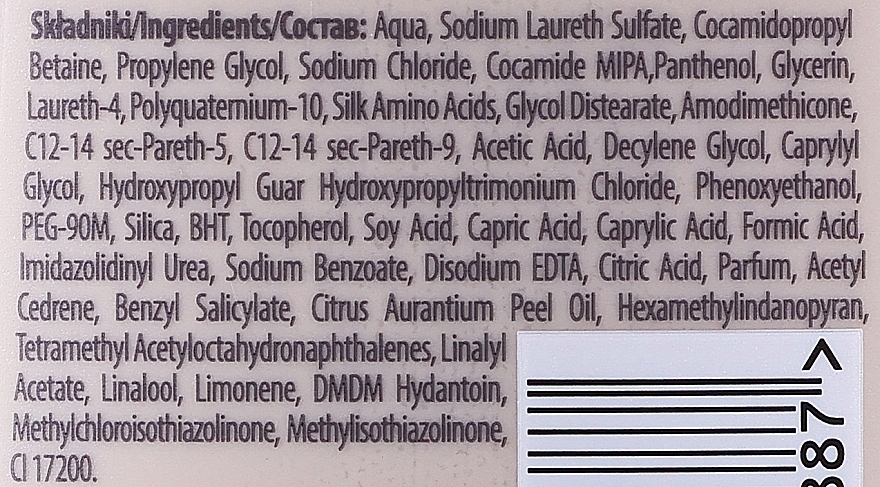 Składniki/Ingredients/Состав: Aqua, Sodium Laureth Sulfate, Cocamidopropyl
Betaine, Propylene Glycol, Sodium Chloride, Cocamide MIPA,Panthenol, Glycerin,
Laureth-4, Polyquaternium-10, Silk Amino Acids, Glycol Distearate, Amodimethicone,
C12-14 sec-Pareth-5, C12-14 sec-Pareth-9, Acetic Acid, Decylene Glycol, Caprylyl
Glycol, Hydroxypropyl Guar Hydroxypropyltrimonium Chloride, Phenoxyethanol,
PEG-90M, Silica, BHT, Tocopherol, Soy Acid, Capric Acid, Caprylic Acid, Formic Acid,
Imidazolidinyl Urea, Sodium Benzoate, Disodium EDTA, Citric Acid, Parfum, Acetyl
Cedrene, Benzyl Salicylate, Citrus Aurantium Peel Oil, Hexamethylindanopyran,
Tetramethyl Acetyloctahydronaphthalenes, Linalyl
Acetate, Linalool, Limonene, DMDM Hydantoin,
Methylchloroisothiazolinone, Methylisothiazolinone,
CI 17200.
87 >